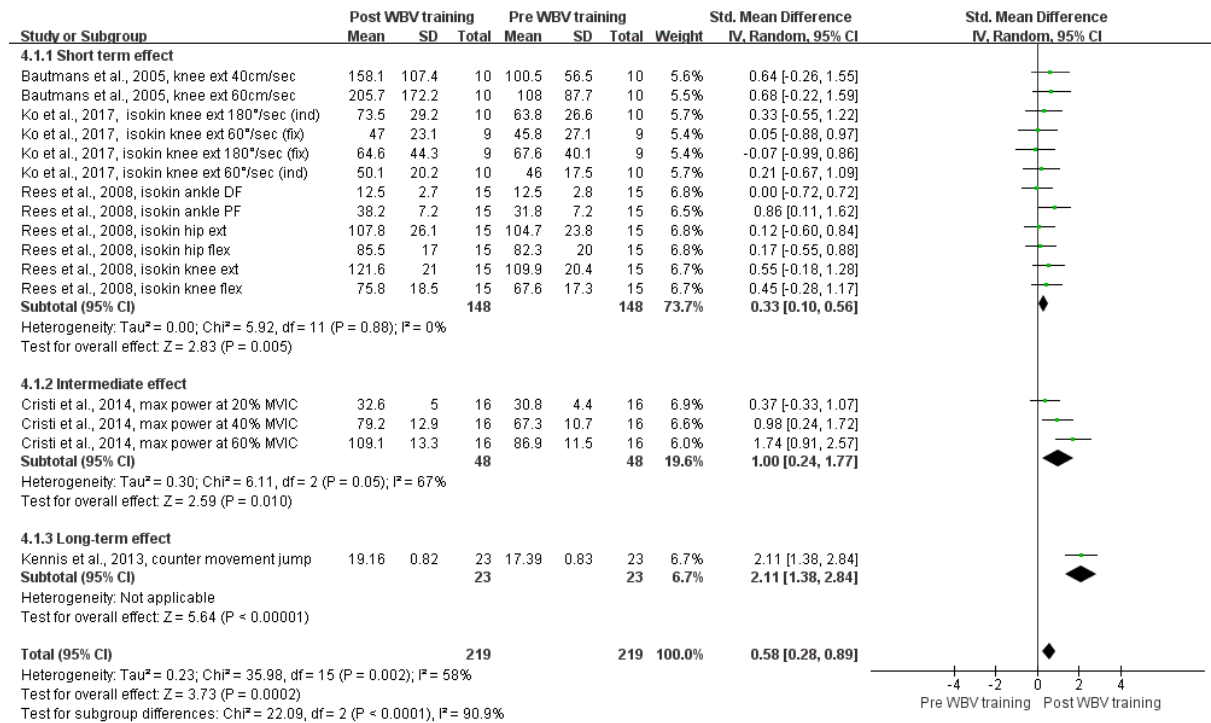 Post WBV training Pre WBV training Std. Mean Difference Std. Mean Difference
Study or Subgroup Mean SD Total Mean SD Total Weight IV, Random, 95% CI IV, Random, 95% CI
4.1.1 Short term effect
Bautmans et al., 2005, knee ext 40cm/sec 158.1 107.4 10 100.5 56.5 10 5.6% 0.64 [-0.26, 1.55]
Bautmans et al., 2005, knee ext 60cm/sec 205.7 172.2 10 108 87.7 10 5.5% 0.68 [-0.22, 1.59]
Ko et al., 2017, isokin knee ext 180°/sec (ind) 73.5 29.2 10 63.8 26.6 10 5.7% 0.33 [-0.55, 1.22]
Ko et al., 2017, isokin knee ext 60°/sec (fix) 47 23.1 9 45.8 27.1 9 5.4% 0.05 [-0.88, 0.97]
Ko et al., 2017, isokin knee ext 180°/sec (fix) 64.6 44.3 9 67.6 40.1 9 5.4% -0.07 [-0.99, 0.86]
Ko et al., 2017, isokin knee ext 60°/sec (ind) 50.1 20.2 10 46 17.5 10 5.7% 0.21 [-0.67, 1.09]
Rees et al., 2008, isokin ankle DF 12.5 2.7 15 12.5 2.8 15 6.8% 0.00 [-0.72, 0.72]
Rees et al., 2008, isokin ankle PF 38.2 7.2 15 31.8 7.2 15 6.5% 0.86 [0.11, 1.62]
Rees et al., 2008, isokin hip ext 107.8 26.1 15 104.7 23.8 15 6.8% 0.12 [-0.60, 0.84]
Rees et al., 2008, isokin hip flex 85.5 17 15 82.3 20 15 6.8% 0.17 [-0.55, 0.88]
Rees et al., 2008, isokin knee ext 121.6 21 15 109.9 20.4 15 6.7% 0.55 [-0.18, 1.28]
Rees et al., 2008, isokin knee flex 75.8 18.5 15 67.6 17.3 15 6.7% 0.45 [-0.28, 1.17]
Subtotal (95% CI) 148 148 73.7% 0.33 [0.10, 0.56]
Heterogeneity: Tau² = 0.00; Chi² = 5.92, df = 11 (P = 0.88); I² = 0%
Test for overall effect: Z = 2.83 (P = 0.005)
4.1.2 Intermediate effect
Cristi et al., 2014, max power at 20% MVIC 32.6 5 16 30.8 4.4 16 6.9% 0.37 [-0.33, 1.07]
Cristi et al., 2014, max power at 40% MVIC 79.2 12.9 16 67.3 10.7 16 6.6% 0.98 [0.24, 1.72]
Cristi et al., 2014, max power at 60% MVIC 109.1 13.3 16 86.9 11.5 16 6.0% 1.74 [0.91, 2.57]
Subtotal (95% CI) 48 48 19.6% 1.00 [0.24, 1.77]
Heterogeneity: Tau² = 0.30; Chi² = 6.11, df = 2 (P = 0.05); I² = 67%
Test for overall effect: Z = 2.59 (P = 0.010)
4.1.3 Long-term effect
Kennis et al., 2013, counter movement jump 19.16 0.82 23 17.39 0.83 23 6.7% 2.11 [1.38, 2.84]
Subtotal (95% CI) 23 23 6.7% 2.11 [1.38, 2.84]
Heterogeneity: Not applicable
Test for overall effect: Z = 5.64 (P < 0.00001)
Total (95% CI) 219 219 100.0% 0.58 [0.28, 0.89]
Heterogeneity: Tau² = 0.23; Chi² = 35.98, df = 15 (P = 0.002); I² = 58%
Test for overall effect: Z = 3.73 (P = 0.0002)
Test for subgroup differences: Chi² = 22.09, df = 2 (P < 0.0001), I² = 90.9%
-4 -2 0 2 4
Pre WBV training Post WBV training